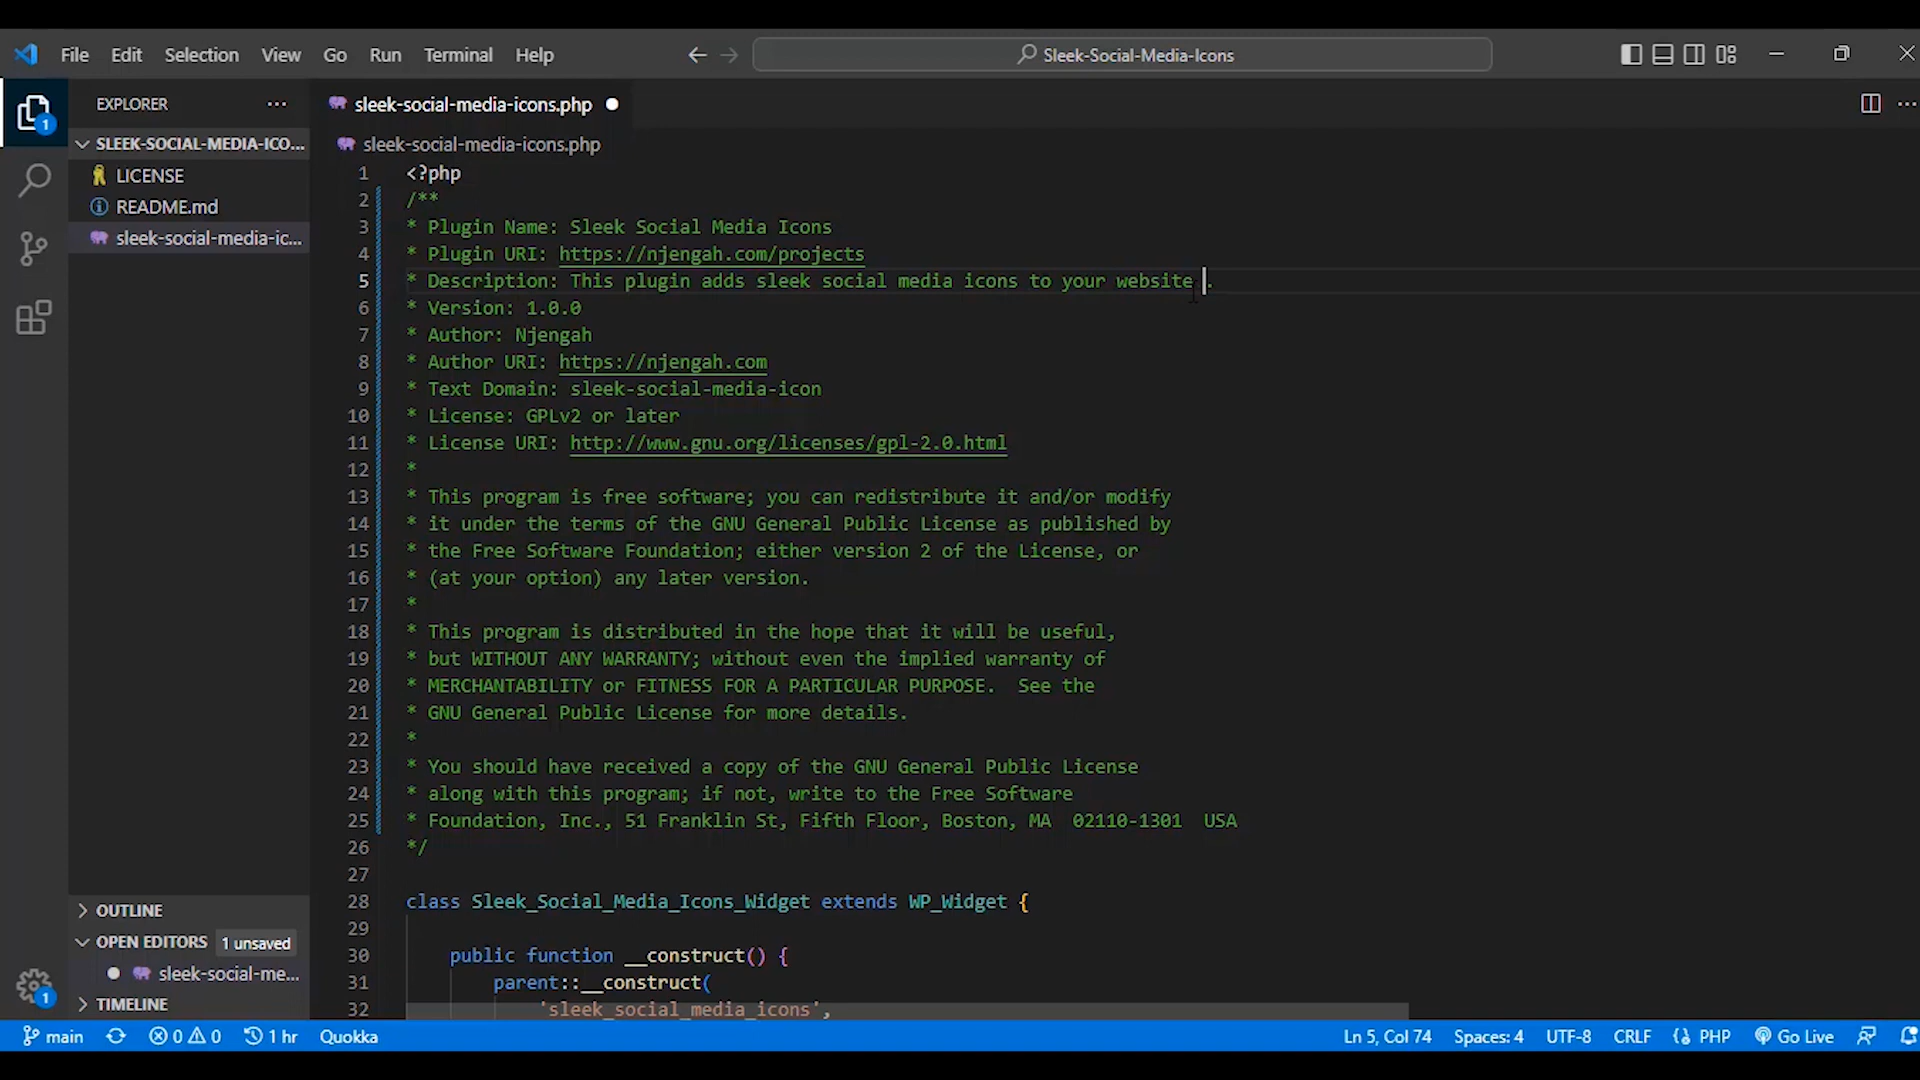 File Edit Selection View Go Run Terminal Help
Sleek-Social-Media-Icons
EXPLORER
sleek-social-media-icons.php
SLEEK-SOCIAL-MEDIA-ICO...
sleek-social-media-icons.php
LICENSE
README.md
sleek-social-media-ic...
1 <?php
2 /**
3 * Plugin Name: Sleek Social Media Icons
4 * Plugin URI: https://njengah.com/projects
5 * Description: This plugin adds sleek social media icons to your website .
6 * Version: 1.0.0
7 * Author: Njengah
8 * Author URI: https://njengah.com
9 * Text Domain: sleek-social-media-icon
10 * License: GPLv2 or later
11 * License URI: http://www.gnu.org/licenses/gpl-2.0.html
12 *
13 * This program is free software; you can redistribute it and/or modify
14 * it under the terms of the GNU General Public License as published by
15 * the Free Software Foundation; either version 2 of the License, or
16 * (at your option) any later version.
17 *
18 * This program is distributed in the hope that it will be useful,
19 * but WITHOUT ANY WARRANTY; without even the implied warranty of
20 * MERCHANTABILITY or FITNESS FOR A PARTICULAR PURPOSE.  See the
21 * GNU General Public License for more details.
22 *
23 * You should have received a copy of the GNU General Public License
24 * along with this program; if not, write to the Free Software
25 * Foundation, Inc., 51 Franklin St, Fifth Floor, Boston, MA  02110-1301  USA
26 */
27
28 class Sleek_Social_Media_Icons_Widget extends WP_Widget {
29
30 public function __construct() {
31 parent::__construct(
32 'sleek_social_media_icons',
OUTLINE
OPEN EDITORS 1 unsaved
sleek-social-me...
TIMELINE
1
1
main 0 0 1 hr Quokka Ln 5, Col 74 Spaces: 4 UTF-8 CRLF PHP Go Live